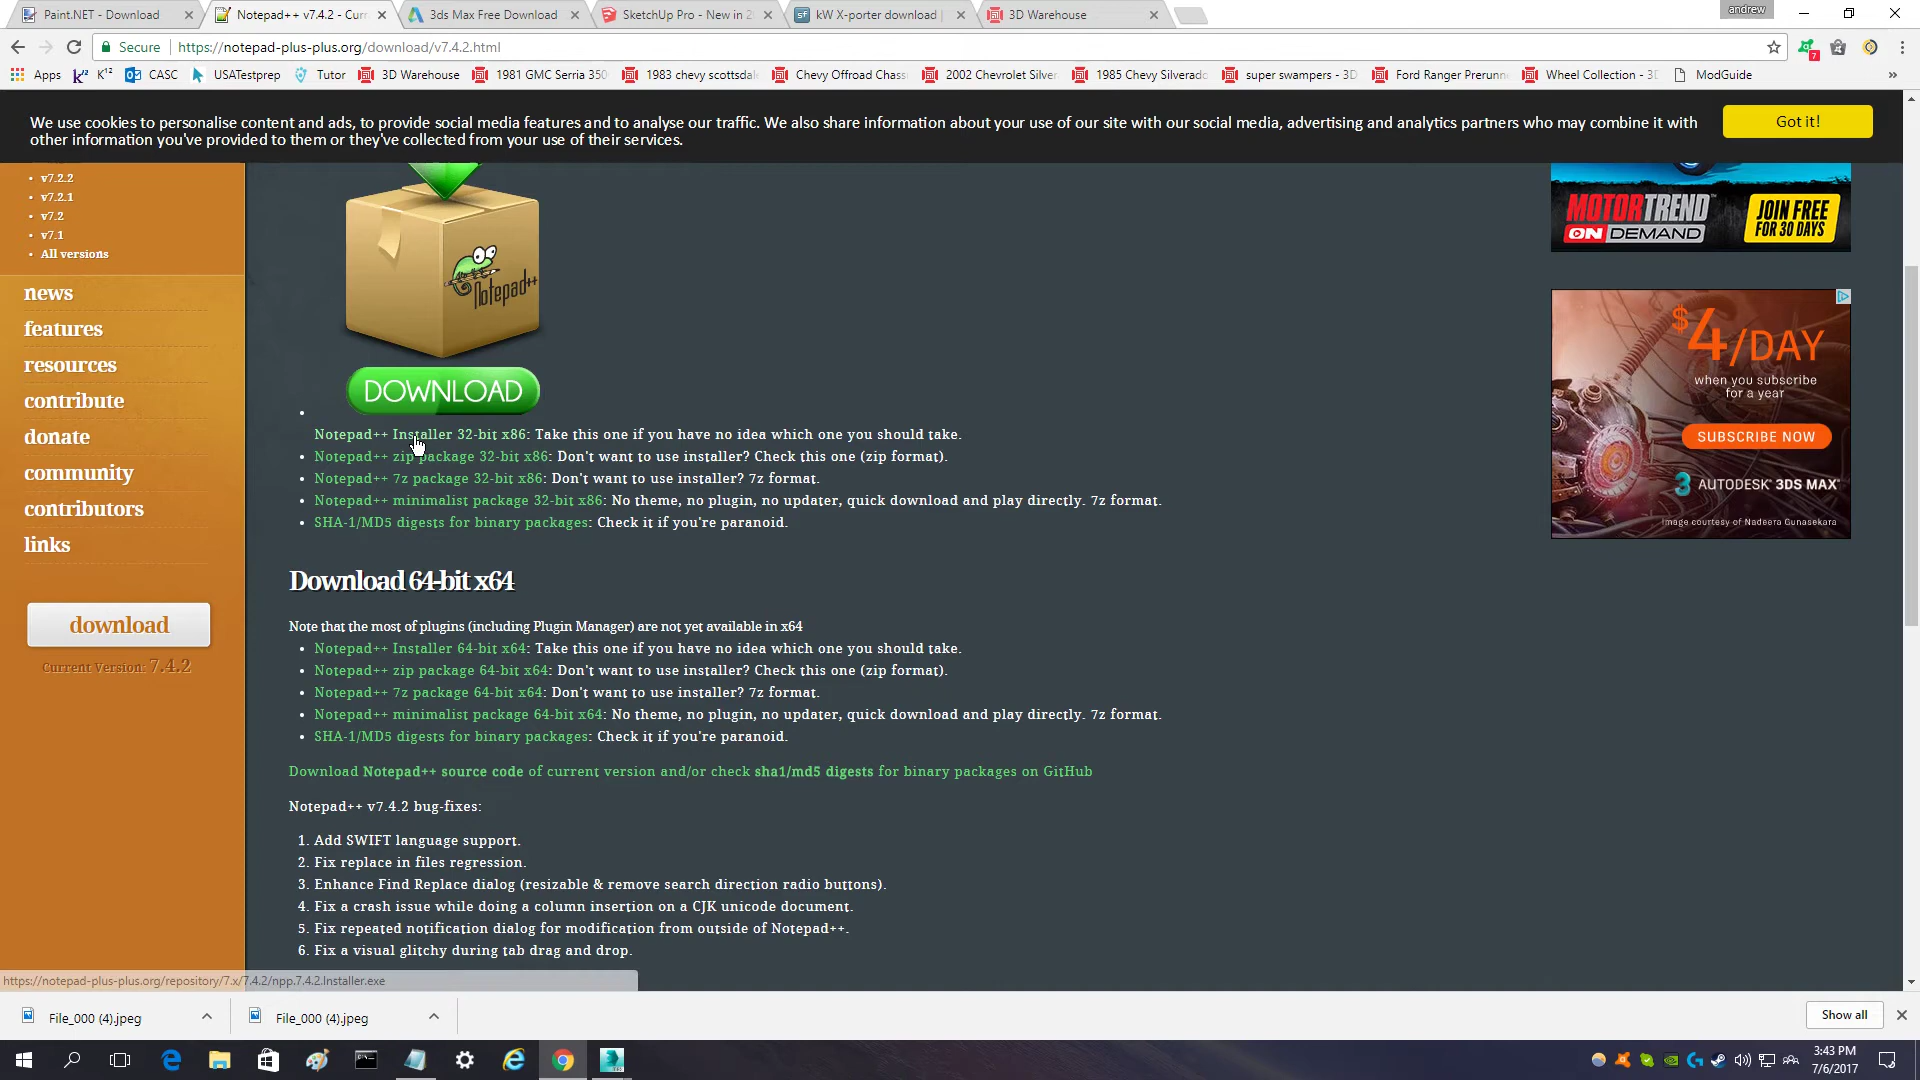 Paint.NET - Download
Notepad++ v7.4.2 - Curr
3ds Max Free Download
SketchUp Pro - New in 2
kW X-porter download |
3D Warehouse
andrew
Secure
https://notepad-plus-plus.org/download/v7.4.2.html
7
Apps
K¹²
CASC
USATestprep
Tutor
3D Warehouse
1981 GMC Serria 350
1983 chevy scottsdal
Chevy Offroad Chass
2002 Chevrolet Silver
1985 Chevy Silverado
super swampers - 3D
Ford Ranger Prerunn
Wheel Collection - 3D
ModGuide
»
We use cookies to personalise content and ads, to provide social media features and to analyse our traffic. We also share information about your use of our site with our social media, advertising and analytics partners who may combine it with
other information you've provided to them or they've collected from your use of their services.
Got it!
v7.2.2
v7.2.1
v7.2
v7.1
All versions
news
features
resources
contribute
donate
community
contributors
links
download
Current Version: 7.4.2
Notepad++
DOWNLOAD
Notepad++ Installer 32-bit x86: Take this one if you have no idea which one you should take.
Notepad++ zip package 32-bit x86: Don't want to use installer? Check this one (zip format).
Notepad++ 7z package 32-bit x86: Don't want to use installer? 7z format.
Notepad++ minimalist package 32-bit x86: No theme, no plugin, no updater, quick download and play directly. 7z format.
SHA-1/MD5 digests for binary packages: Check it if you're paranoid.
Download 64-bit x64
Note that the most of plugins (including Plugin Manager) are not yet available in x64
Notepad++ Installer 64-bit x64: Take this one if you have no idea which one you should take.
Notepad++ zip package 64-bit x64: Don't want to use installer? Check this one (zip format).
Notepad++ 7z package 64-bit x64: Don't want to use installer? 7z format.
Notepad++ minimalist package 64-bit x64: No theme, no plugin, no updater, quick download and play directly. 7z format.
SHA-1/MD5 digests for binary packages: Check it if you're paranoid.
Download Notepad++ source code of current version and/or check sha1/md5 digests for binary packages on GitHub
Notepad++ v7.4.2 bug-fixes:
1. Add SWIFT language support.
2. Fix replace in files regression.
3. Enhance Find Replace dialog (resizable & remove search direction radio buttons).
4. Fix a crash issue while doing a column insertion on a CJK unicode document.
5. Fix repeated notification dialog for modification from outside of Notepad++.
6. Fix a visual glitchy during tab drag and drop.
MOTORTREND
ON DEMAND
JOIN FREE
FOR 30 DAYS
$4/DAY
when you subscribe
for a year
SUBSCRIBE NOW
3 AUTODESK® 3DS MAX®
Image courtesy of Nadeera Gunasekara
https://notepad-plus-plus.org/repository/7.x/7.4.2/npp.7.4.2.Installer.exe
File_000 (4).jpeg
File_000 (4).jpeg
Show all
3:43 PM
7/6/2017